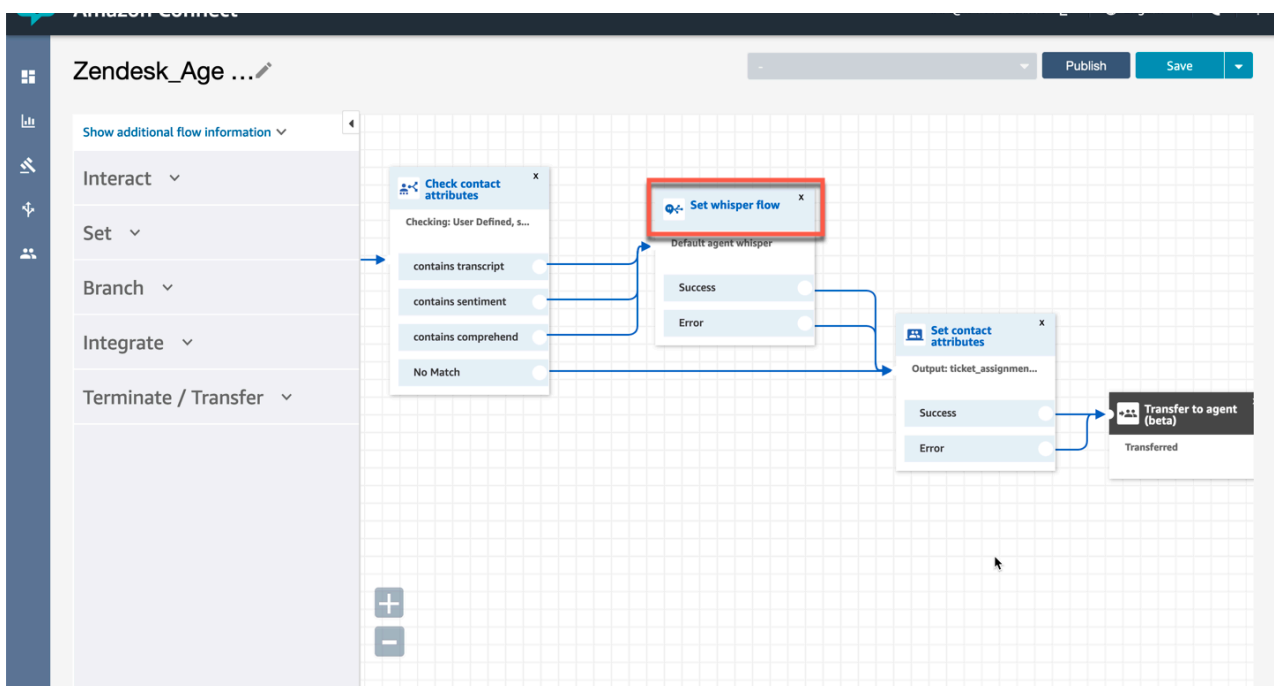 Amazon Connect
Zendesk_Age ...
-
Publish
Save
Show additional flow information
Interact
Set
Branch
Integrate
Terminate / Transfer
Check contact
attributes
x
Checking: User Defined, s...
contains transcript
contains sentiment
contains comprehend
No Match
Set whisper flow
x
Default agent whisper
Success
Error
Set contact
attributes
x
Output: ticket_assignmen...
Success
Error
Transfer to agent
(beta)
Transferred